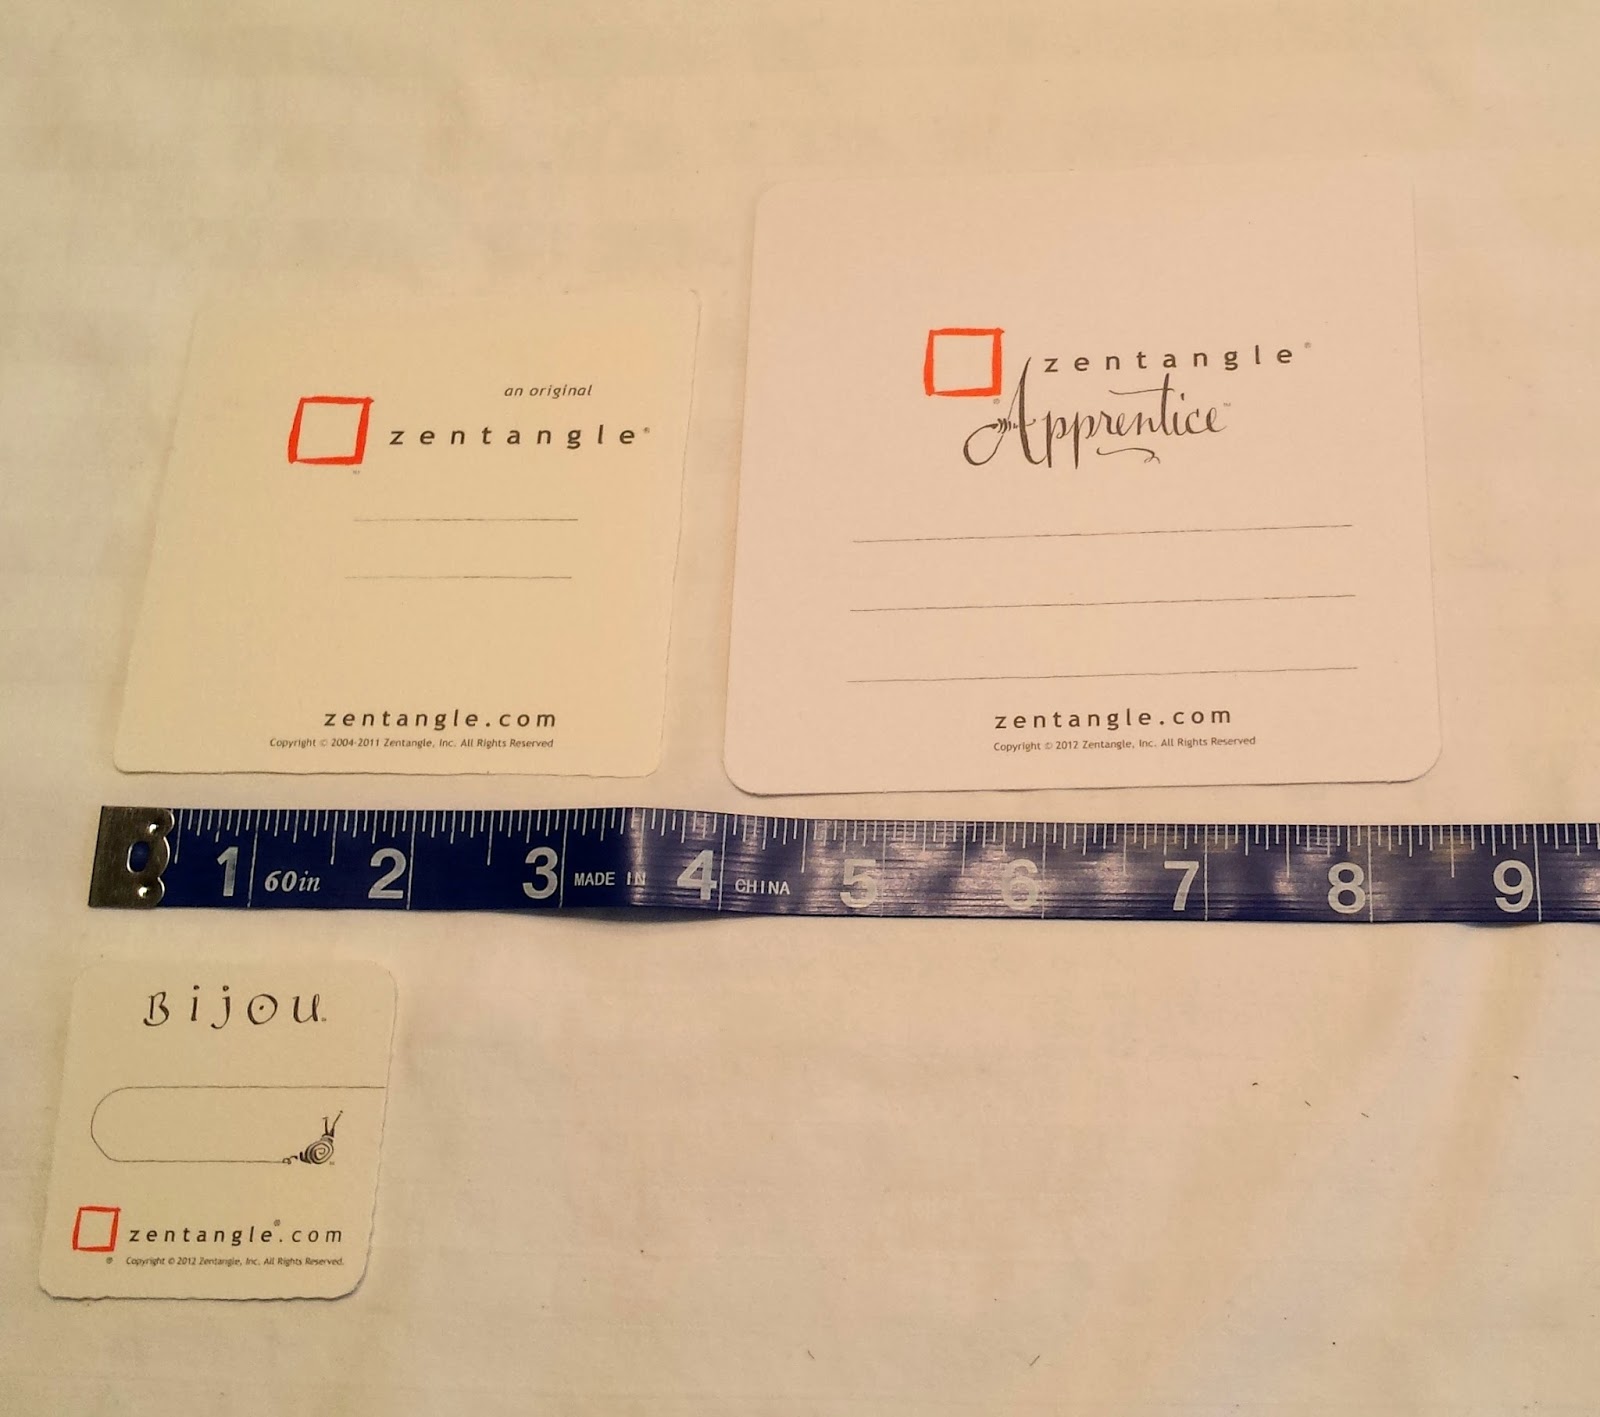 an original
zentangle®
zentangle.com
Copyright © 2004-2011 Zentangle, Inc. All Rights Reserved
zentangle®
Apprentice™
zentangle.com
Copyright © 2012 Zentangle, Inc. All Rights Reserved
1 60in 2 3 MADE IN 4 CHINA 5 6 7 8 9
Bijou
zentangle®.com
® Copyright © 2012 Zentangle, Inc. All Rights Reserved.